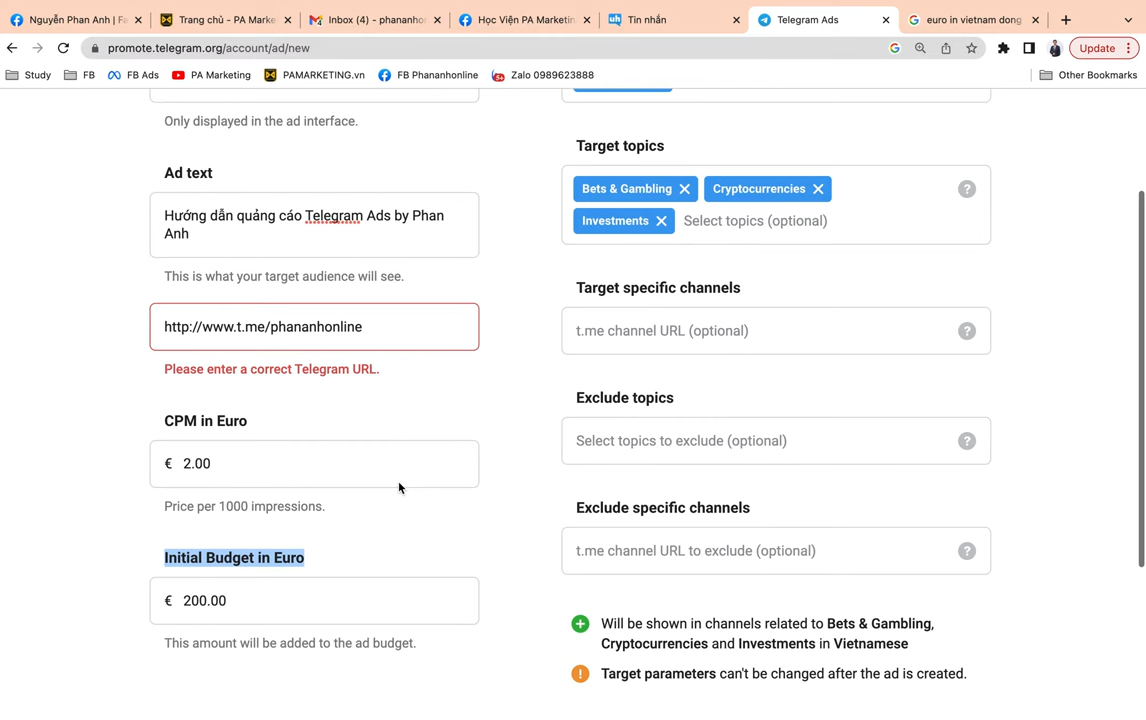 Nguyễn Phan Anh | Fa
Trang chủ - PA Marke
Inbox (4) - phananhor
Học Viện PA Marketin
uh
Tin nhắn
Telegram Ads
euro in vietnam dong
promote.telegram.org/account/ad/new
Update
Study
FB
FB Ads
PA Marketing
PAMARKETING.vn
FB Phananhonline
5+
Zalo 0989623888
Other Bookmarks
Only displayed in the ad interface.
Ad text
Hướng dẫn quảng cáo Telegram Ads by Phan
Anh
This is what your target audience will see.
http://www.t.me/phananhonline
Please enter a correct Telegram URL.
CPM in Euro
€ 2.00
Price per 1000 impressions.
Initial Budget in Euro
€ 200.00
This amount will be added to the ad budget.
Target topics
Bets & Gambling
Cryptocurrencies
?
Investments
Select topics (optional)
Target specific channels
t.me channel URL (optional)
?
Exclude topics
Select topics to exclude (optional)
?
Exclude specific channels
t.me channel URL to exclude (optional)
?
Will be shown in channels related to Bets & Gambling,
Cryptocurrencies and Investments in Vietnamese
! Target parameters can't be changed after the ad is created.